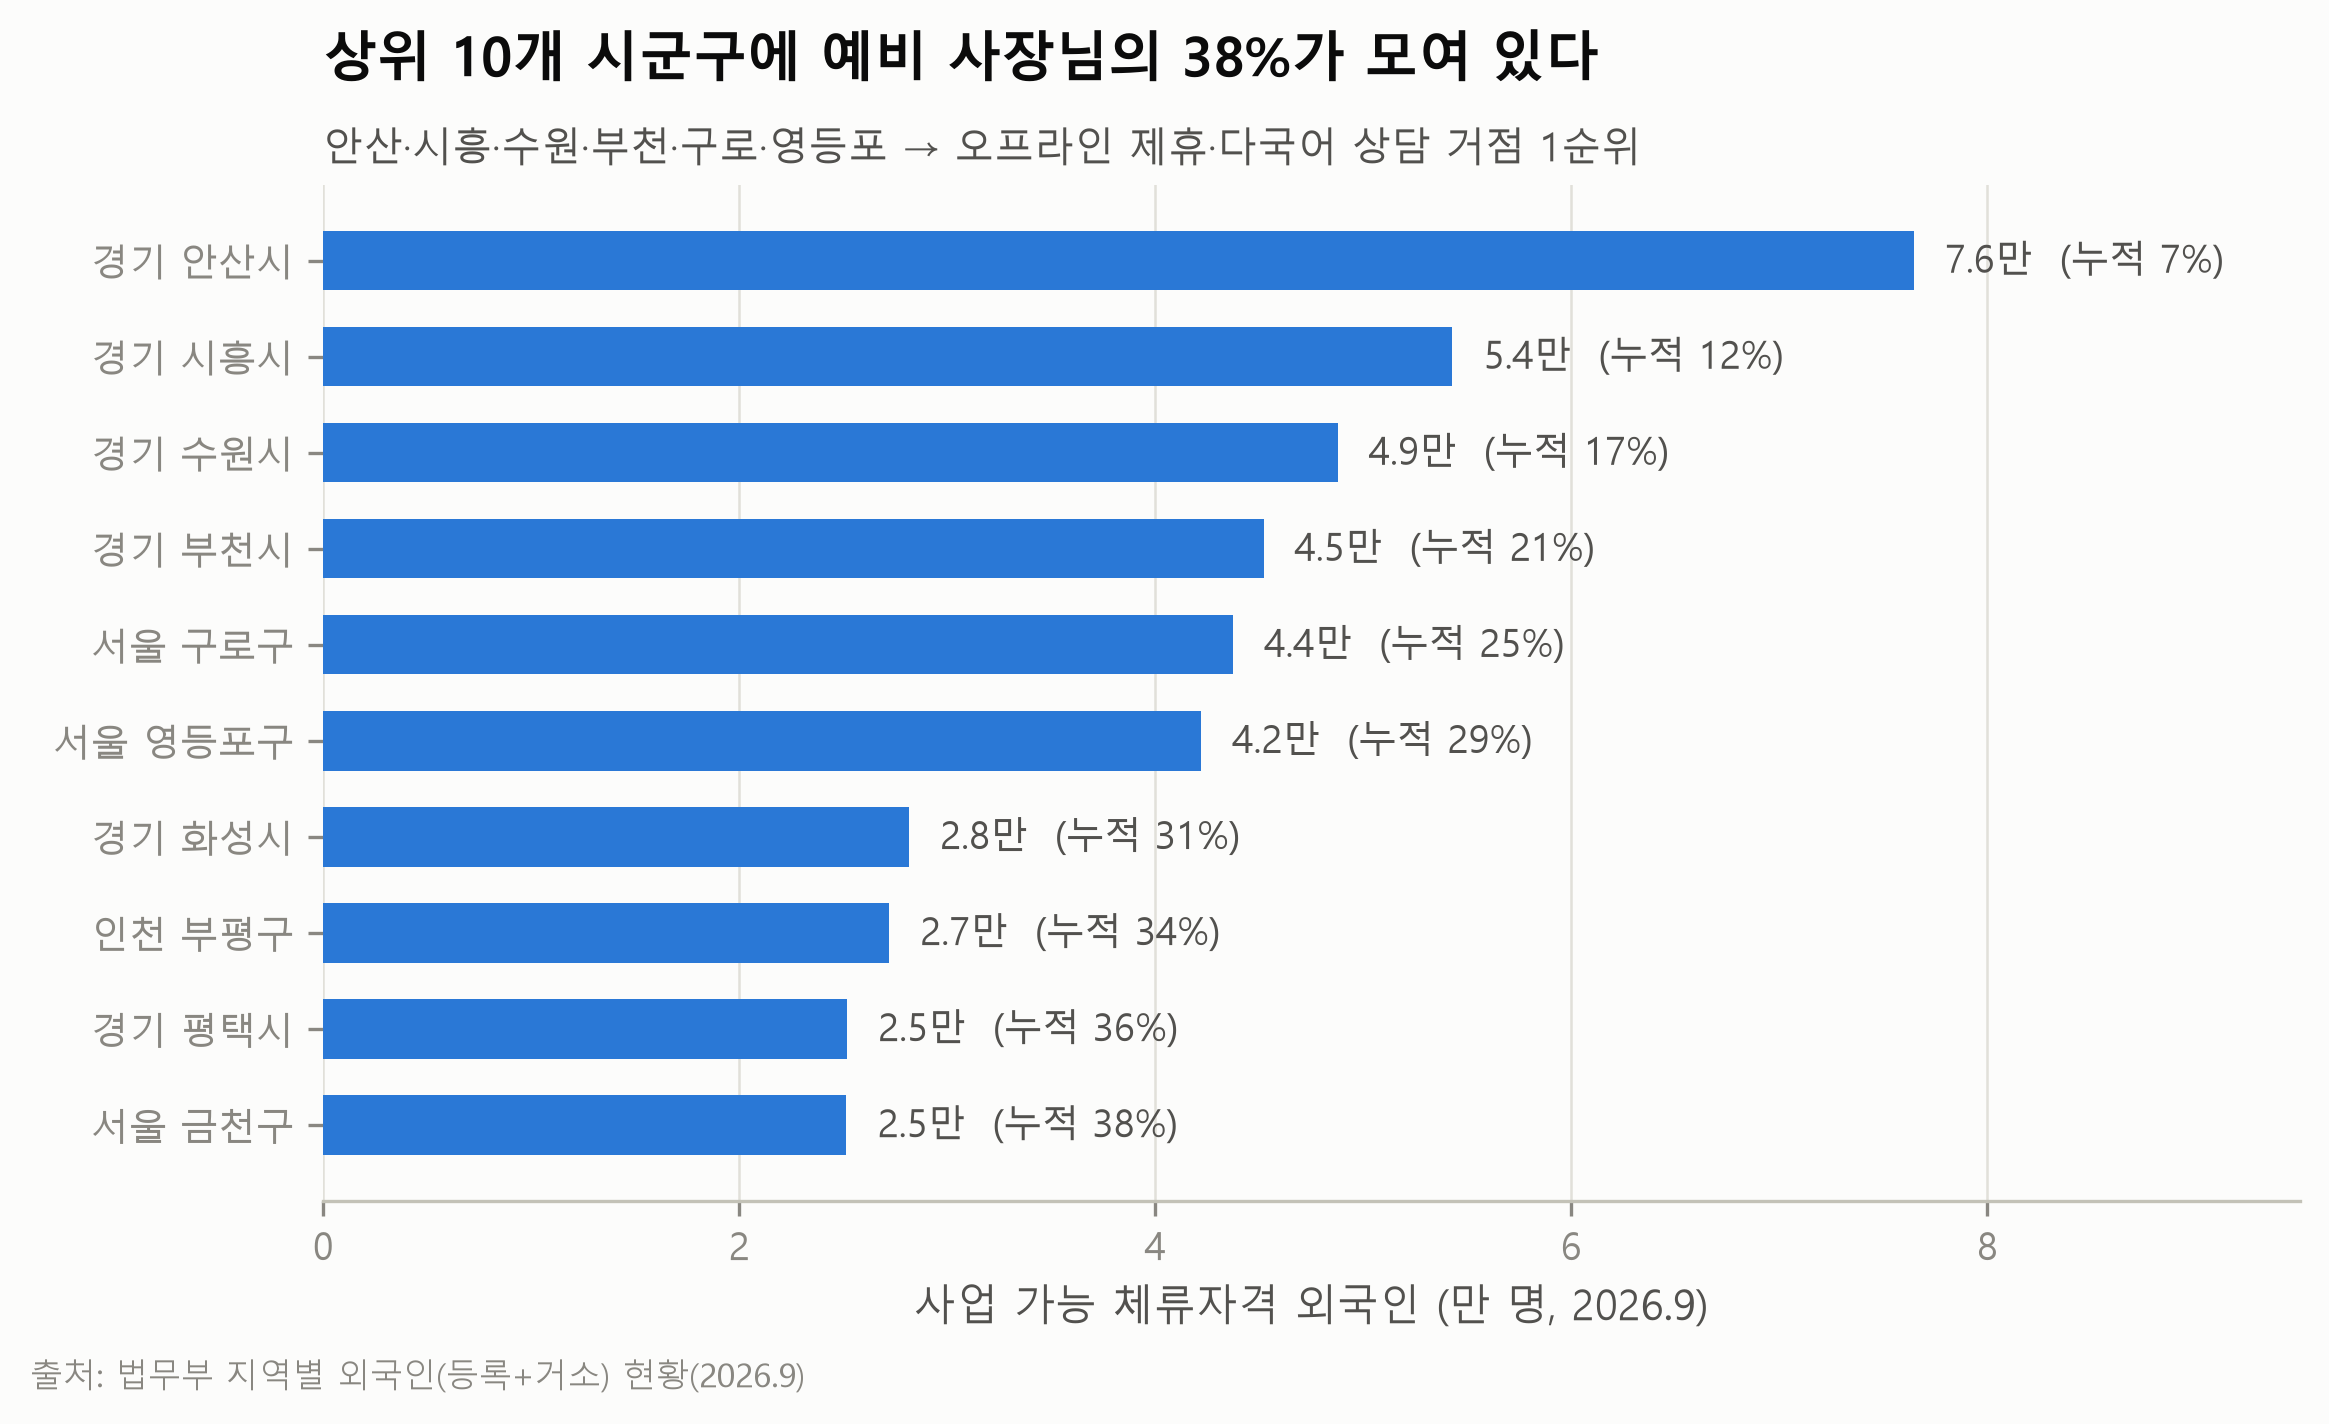 상위 10개 시군구에 예비 사장님의 38%가 모여 있다
안산·시흥·수원·부천·구로·영등포 → 오프라인 제휴·다국어 상담 거점 1순위
경기 안산시 7.6만 (누적 7%)
경기 시흥시 5.4만 (누적 12%)
경기 수원시 4.9만 (누적 17%)
경기 부천시 4.5만 (누적 21%)
서울 구로구 4.4만 (누적 25%)
서울 영등포구 4.2만 (누적 29%)
경기 화성시 2.8만 (누적 31%)
인천 부평구 2.7만 (누적 34%)
경기 평택시 2.5만 (누적 36%)
서울 금천구 2.5만 (누적 38%)
0 2 4 6 8
사업 가능 체류자격 외국인 (만 명, 2026.9)
출처: 법무부 지역별 외국인(등록+거소) 현황(2026.9)